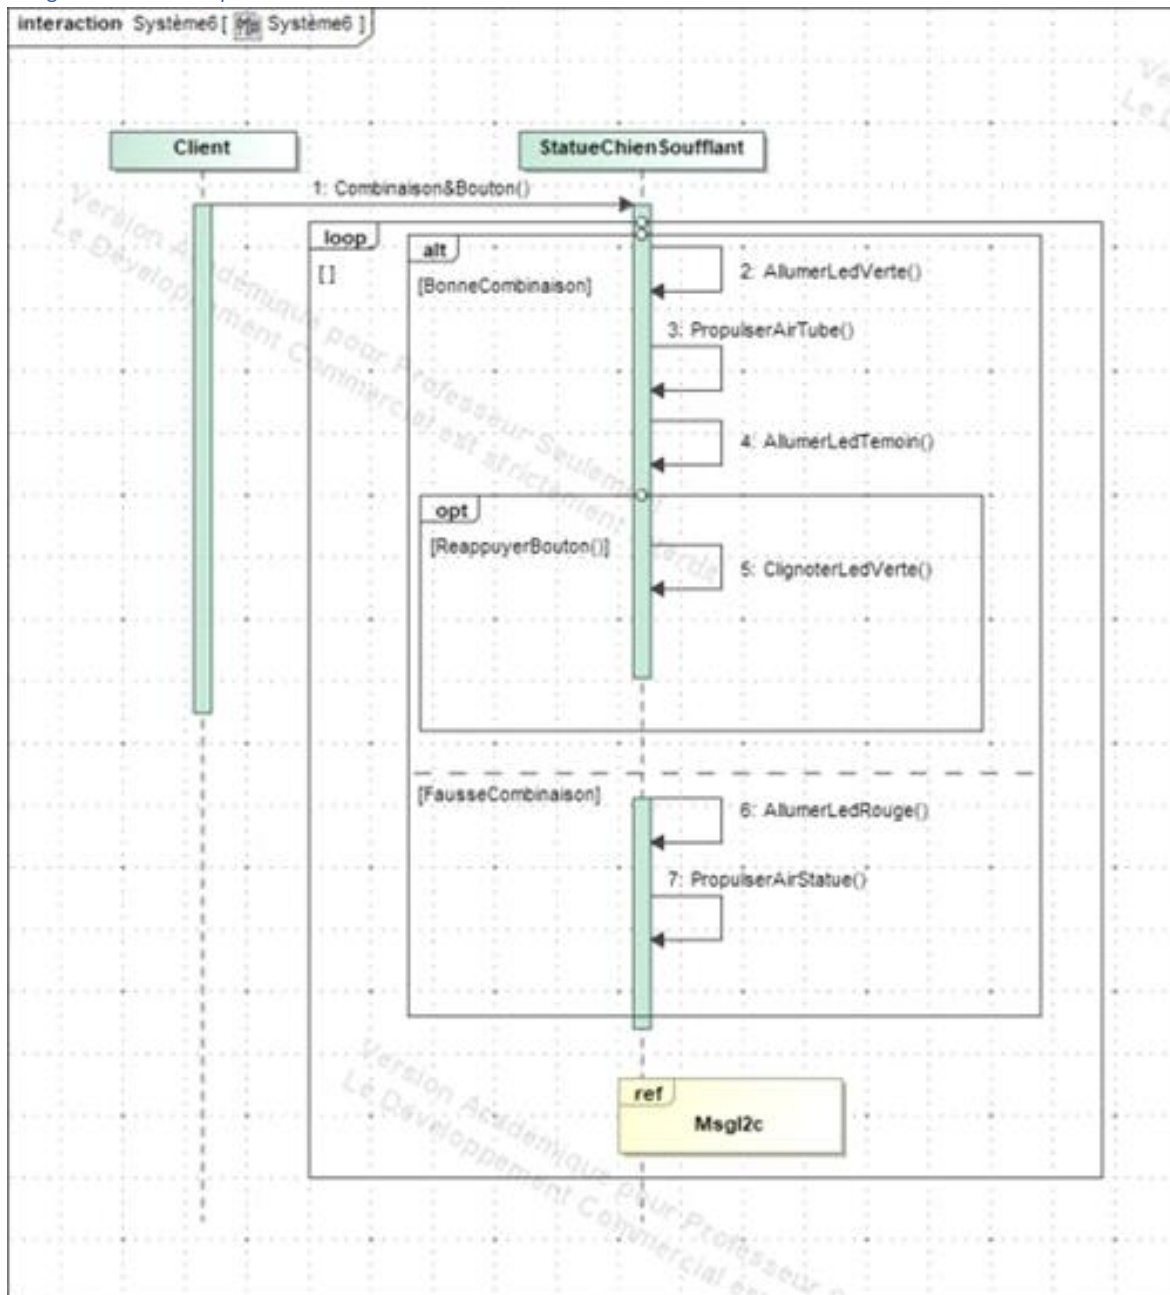 interaction Système6 [ Système6 ]
Client
StatueChienSoufflant
1: Combinaison&Bouton()
loop
[ ]
alt
[BonneCombinaison]
2: AllumerLedVerte()
3: PropulserAirTube()
4: AllumerLedTemoin()
opt
[ReappuyerBouton()]
5: ClignoterLedVerte()
[FausseCombinaison]
6: AllumerLedRouge()
7: PropulserAirStatue()
ref
MsgI2c
Version Académique pour Professeur Seulement
Le Développement Commercial est strictement
Version Académique pour Professeur
Le Développement Commercial